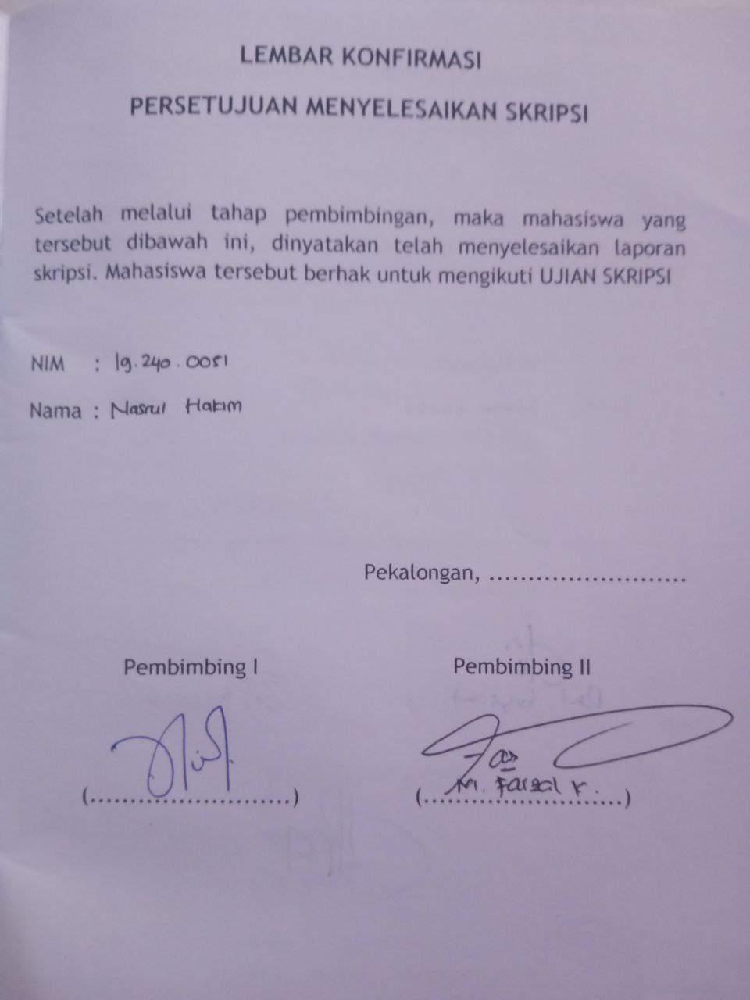 LEMBAR KONFIRMASI
PERSETUJUAN MENYELESAIKAN SKRIPSI
Setelah melalui tahap pembimbingan, maka mahasiswa yang
tersebut dibawah ini, dinyatakan telah menyelesaikan laporan
skripsi. Mahasiswa tersebut berhak untuk mengikuti UJIAN SKRIPSI
NIM : 19.240.0051
Nama : Nasrul Hakim
Pekalongan, .........................
Pembimbing I Pembimbing II
(.........................) (.........................)
M. Faisal K.